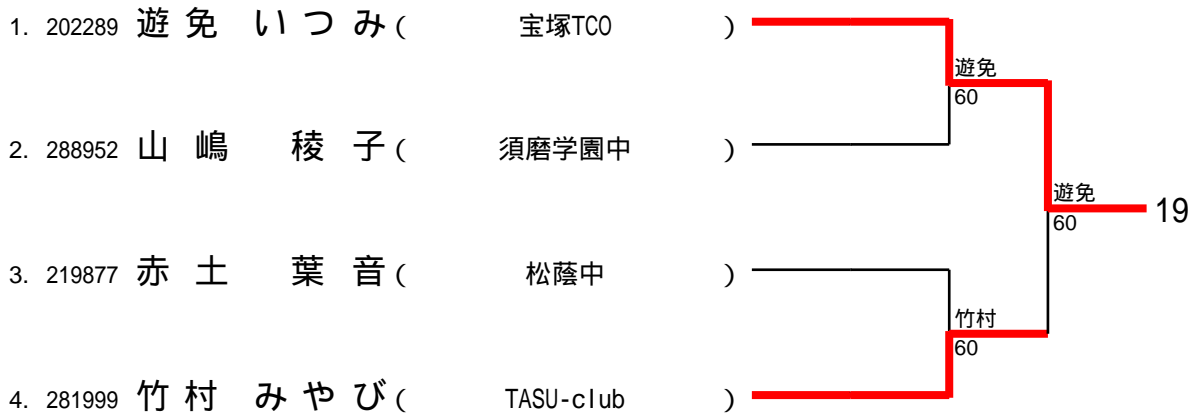 1. 202289 遊免 いつみ( 宝塚TCO )
遊免
60
2. 288952 山嶋 稜子( 須磨学園中 )
遊免
60
19
3. 219877 赤土 葉音( 松蔭中 )
竹村
60
4. 281999 竹村 みやび( TASU-club )